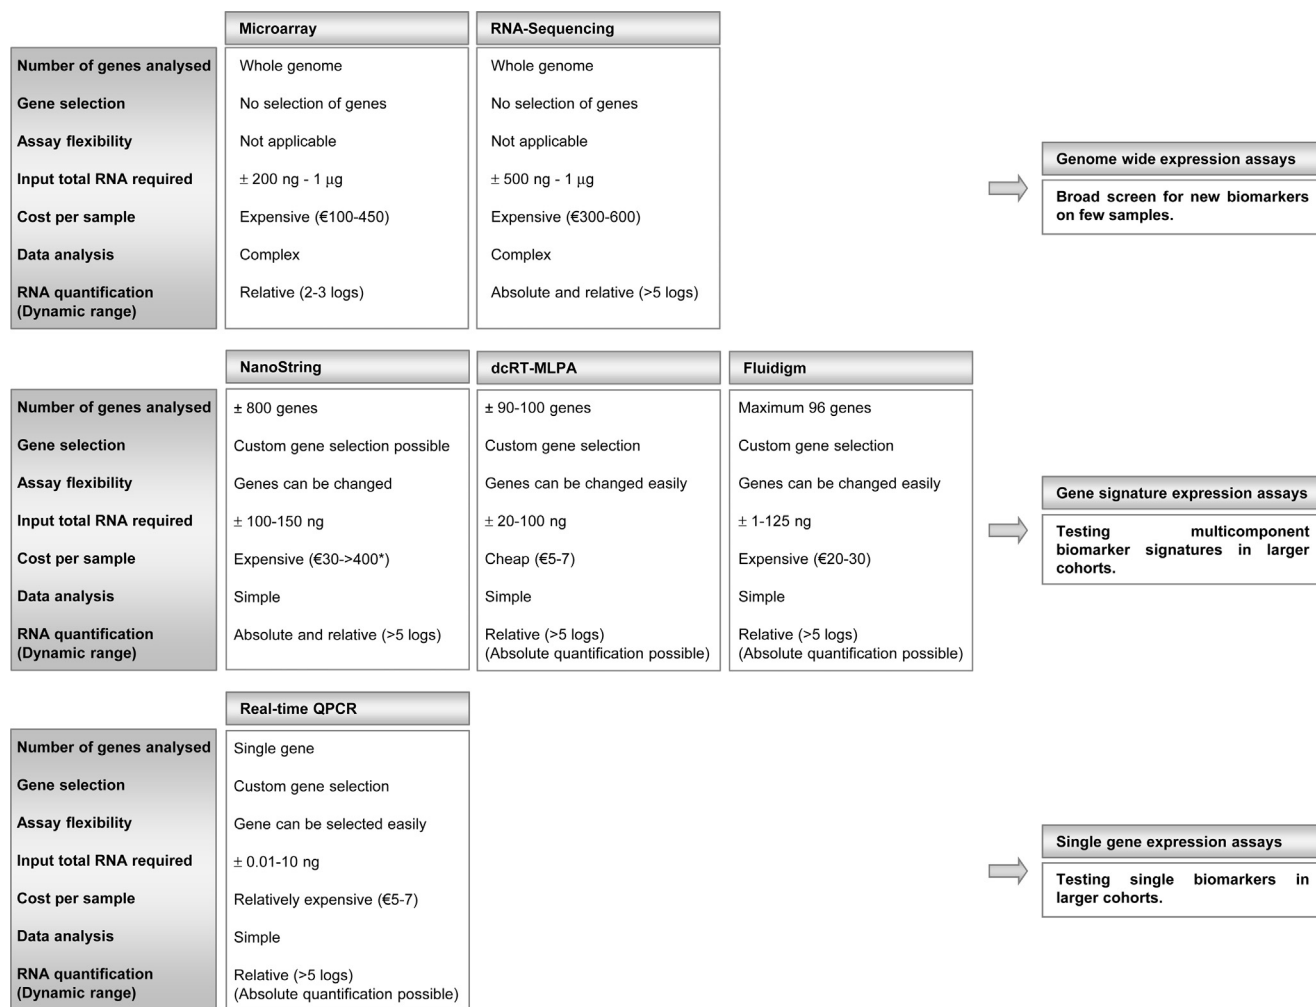 Microarray RNA-Sequencing
Number of genes analysed Whole genome Whole genome
Gene selection No selection of genes No selection of genes
Assay flexibility Not applicable Not applicable
Input total RNA required ± 200 ng - 1 μg ± 500 ng - 1 μg
Cost per sample Expensive (€100-450) Expensive (€300-600)
Data analysis Complex Complex
RNA quantification Relative (2-3 logs) Absolute and relative (>5 logs)
(Dynamic range)
Genome wide expression assays
Broad screen for new biomarkers
on few samples.
NanoString dcRT-MLPA Fluidigm
Number of genes analysed ± 800 genes ± 90-100 genes Maximum 96 genes
Gene selection Custom gene selection possible Custom gene selection Custom gene selection
Assay flexibility Genes can be changed Genes can be changed easily Genes can be changed easily
Input total RNA required ± 100-150 ng ± 20-100 ng ± 1-125 ng
Cost per sample Expensive (€30->400*) Cheap (€5-7) Expensive (€20-30)
Data analysis Simple Simple Simple
RNA quantification Absolute and relative (>5 logs) Relative (>5 logs) Relative (>5 logs)
(Dynamic range) (Absolute quantification possible) (Absolute quantification possible)
Gene signature expression assays
Testing multicomponent
biomarker signatures in larger
cohorts.
Real-time QPCR
Number of genes analysed Single gene
Gene selection Custom gene selection
Assay flexibility Gene can be selected easily
Input total RNA required ± 0.01-10 ng
Cost per sample Relatively expensive (€5-7)
Data analysis Simple
RNA quantification Relative (>5 logs)
(Dynamic range) (Absolute quantification possible)
Single gene expression assays
Testing single biomarkers in
larger cohorts.